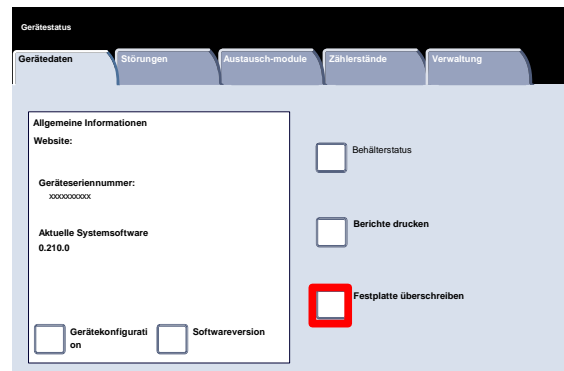 Gerätestatus
Gerätedaten
Störungen
Austausch-module
Zählerstände
Verwaltung
Allgemeine Informationen
Website:
Geräteseriennummer:
xxxxxxxxxx
Aktuelle Systemsoftware
0.210.0
Gerätekonfigurati
on
Softwareversion
Behälterstatus
Berichte drucken
Festplatte überschreiben